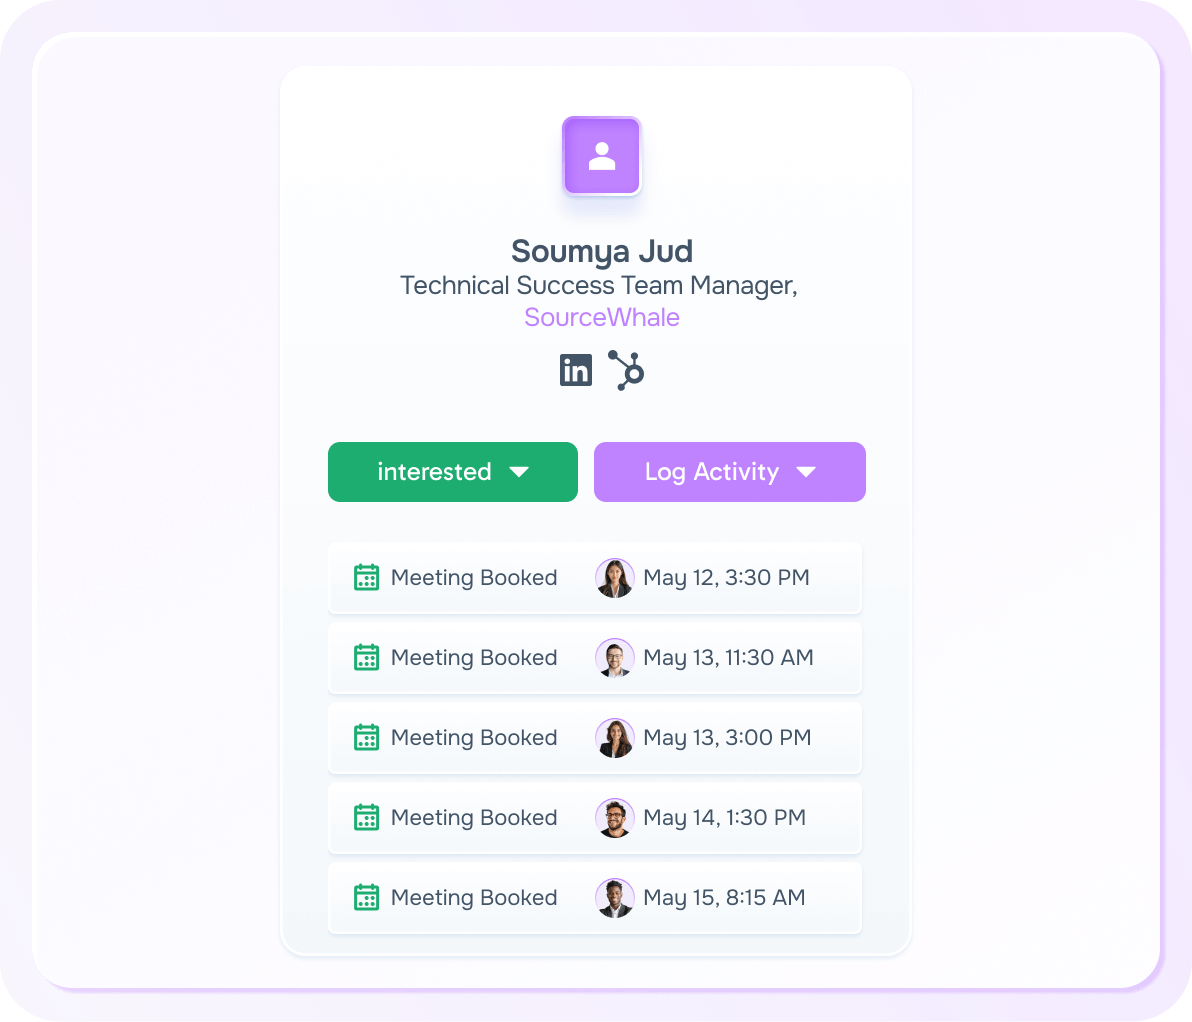 Soumya Jud
Technical Success Team Manager,
SourceWhale
in
interested
Log Activity
Meeting Booked May 12, 3:30 PM
Meeting Booked May 13, 11:30 AM
Meeting Booked May 13, 3:00 PM
Meeting Booked May 14, 1:30 PM
Meeting Booked May 15, 8:15 AM